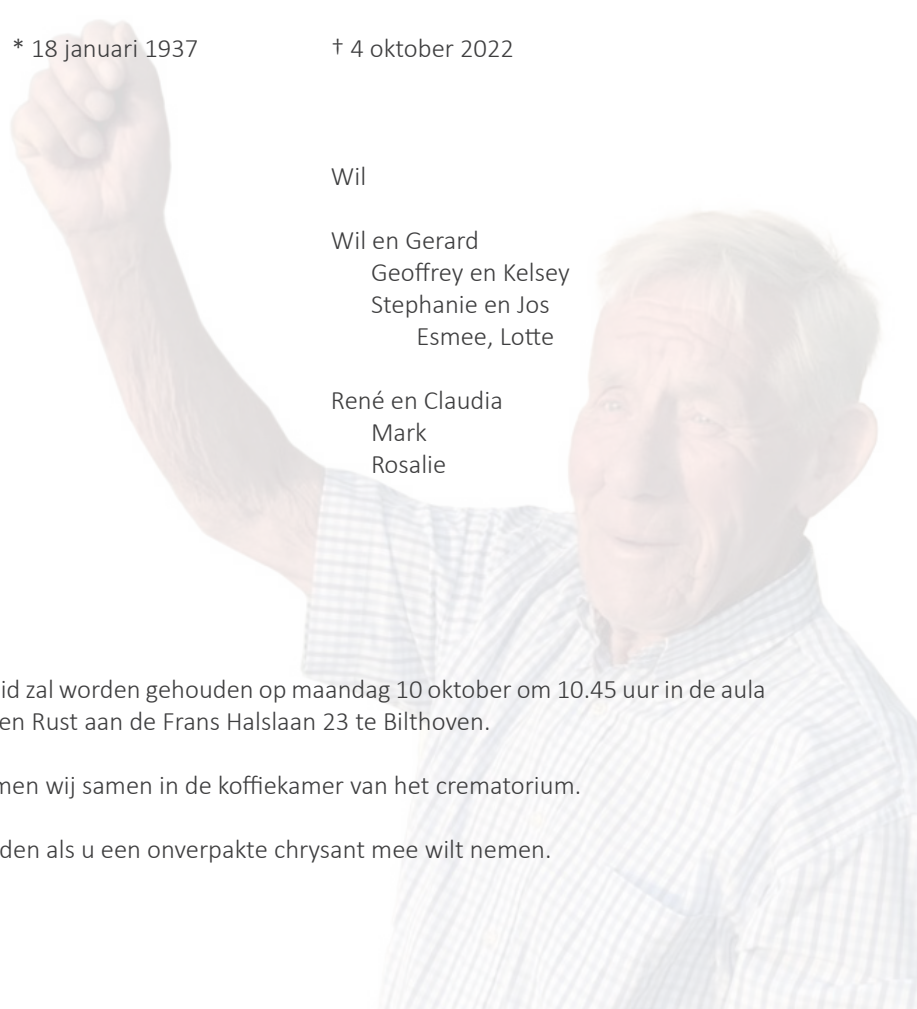 * 18 januari 1937 † 4 oktober 2022
Wil
Wil en Gerard
Geoffrey en Kelsey
Stephanie en Jos
Esmee, Lotte
René en Claudia
Mark
Rosalie
id zal worden gehouden op maandag 10 oktober om 10.45 uur in de aula
en Rust aan de Frans Halslaan 23 te Bilthoven.
men wij samen in de koffiekamer van het crematorium.
den als u een onverpakte chrysant mee wilt nemen.